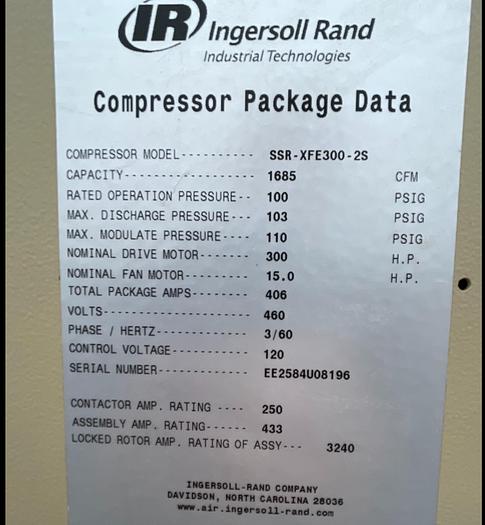 IR Ingersoll Rand
Industrial Technologies
Compressor Package Data
COMPRESSOR MODEL---------- SSR-XFE300-2S
CAPACITY------------------ 1685 CFM
RATED OPERATION PRESSURE-- 100 PSIG
MAX. DISCHARGE PRESSURE--- 103 PSIG
MAX. MODULATE PRESSURE---- 110 PSIG
NOMINAL DRIVE MOTOR------- 300 H.P.
NOMINAL FAN MOTOR--------- 15.0 H.P.
TOTAL PACKAGE AMPS-------- 406
VOLTS--------------------- 460
PHASE / HERTZ------------- 3/60
CONTROL VOLTAGE----------- 120
SERIAL NUMBER------------- EE2584U08196
CONTACTOR AMP. RATING ---- 250
ASSEMBLY AMP. RATING------ 433
LOCKED ROTOR AMP. RATING OF ASSY--- 3240
INGERSOLL-RAND COMPANY
DAVIDSON, NORTH CAROLINA 28036
www.air.ingersoll-rand.com